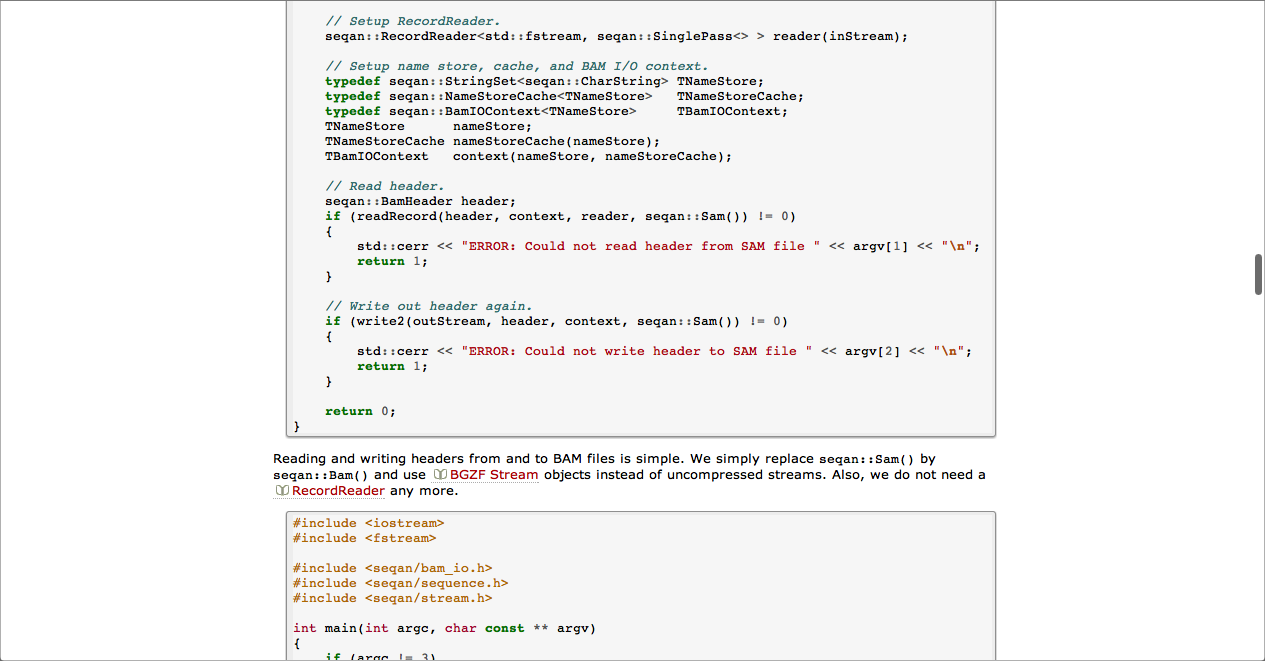 // Setup RecordReader.
seqan::RecordReader<std::fstream, seqan::SinglePass<> > reader(inStream);
// Setup name store, cache, and BAM I/O context.
typedef seqan::StringSet<seqan::CharString> TNameStore;
typedef seqan::NameStoreCache<TNameStore>   TNameStoreCache;
typedef seqan::BamIOContext<TNameStore>     TBamIOContext;
TNameStore      nameStore;
TNameStoreCache nameStoreCache(nameStore);
TBamIOContext   context(nameStore, nameStoreCache);
// Read header.
seqan::BamHeader header;
if (readRecord(header, context, reader, seqan::Sam()) != 0)
{
std::cerr << "ERROR: Could not read header from SAM file " << argv[1] << "\n";
return 1;
}
// Write out header again.
if (write2(outStream, header, context, seqan::Sam()) != 0)
{
std::cerr << "ERROR: Could not write header to SAM file " << argv[2] << "\n";
return 1;
}
return 0;
}
Reading and writing headers from and to BAM files is simple. We simply replace seqan::Sam() by
seqan::Bam() and use BGZF Stream objects instead of uncompressed streams. Also, we do not need a
RecordReader any more.
#include <iostream>
#include <fstream>
#include <seqan/bam_io.h>
#include <seqan/sequence.h>
#include <seqan/stream.h>
int main(int argc, char const ** argv)
{
if (argc != 3)